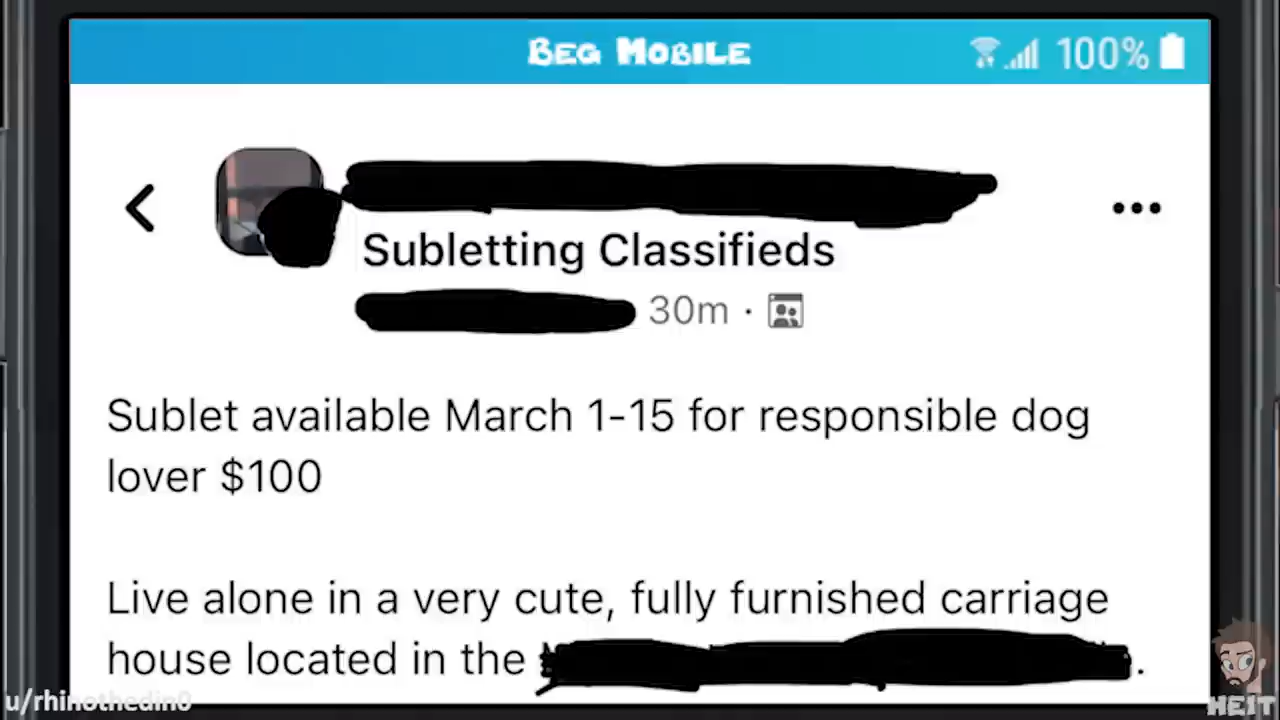 BEG MOBILE
100%
Subletting Classifieds
30m ·
Sublet available March 1-15 for responsible dog
lover $100
Live alone in a very cute, fully furnished carriage
house located in the .
u/rhinothedin0
HEIT